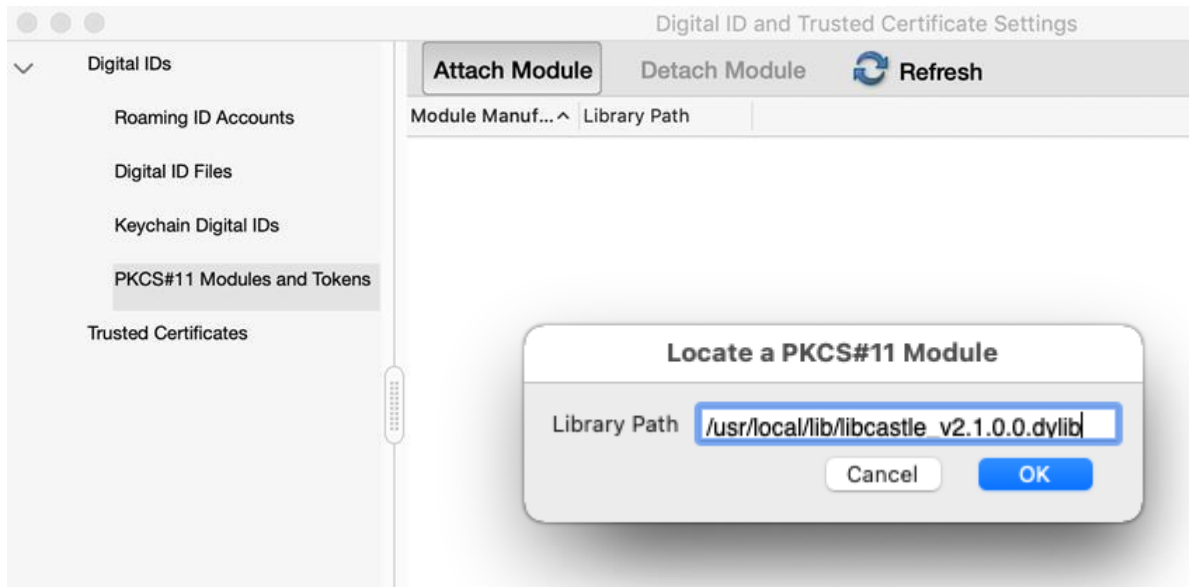 Digital ID and Trusted Certificate Settings
Digital IDs
Roaming ID Accounts
Digital ID Files
Keychain Digital IDs
PKCS#11 Modules and Tokens
Trusted Certificates
Attach Module Detach Module Refresh
Module Manuf... Library Path
Locate a PKCS#11 Module
Library Path /usr/local/lib/libcastle_v2.1.0.0.dylib
Cancel OK